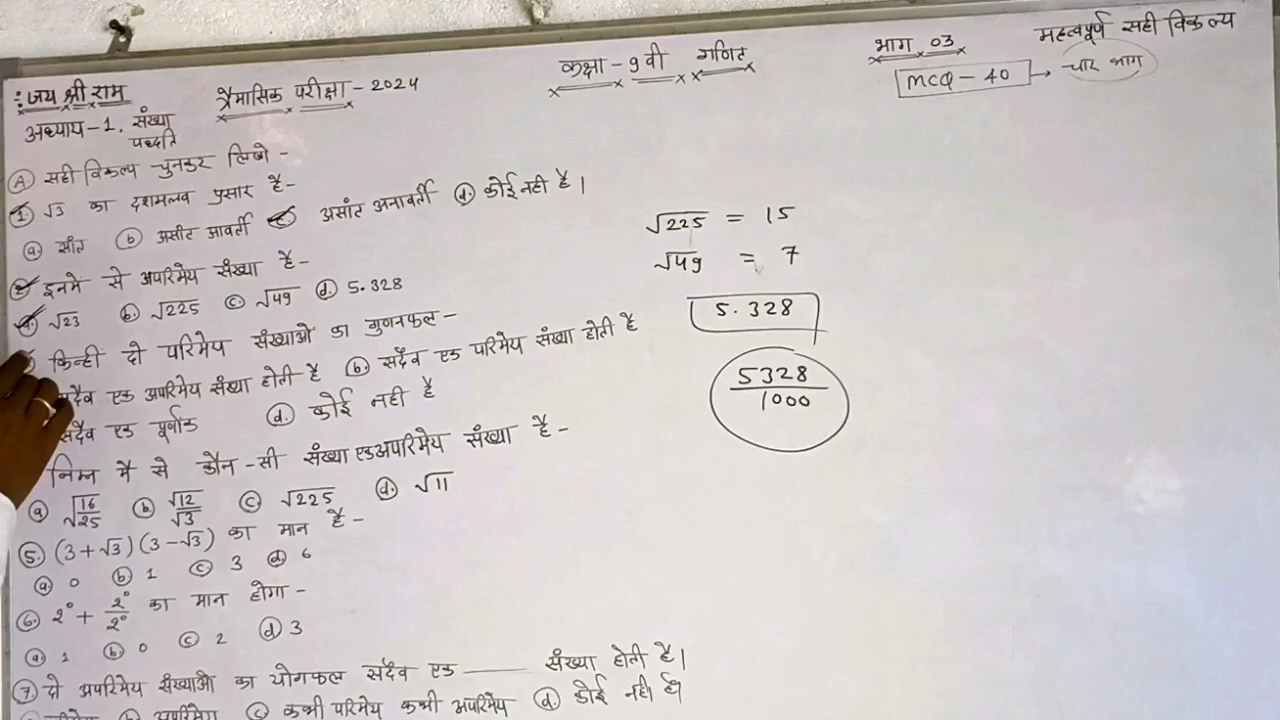 :जय श्री राम
त्रैमासिक परीक्षा - 2024
कक्षा - 9 वी गणित
भाग 03
महत्वपूर्ण सही विकल्प
MCQ - 40 → चार भाग
अध्याय - 1. संख्या पद्धति
(A) सही विकल्प चुनकर लिखो -
1) √3 का दशमलव प्रसार है -
(a) सांत (b) असांत आवर्ती (c) असांत अनावर्ती (d) कोई नही है।
2) इनमे से अपरिमेय संख्या है -
(a) √23 (b) √225 (c) √49 (d) 5.328
किन्ही दो परिमेय संख्याओ का गुणनफल -
सदैव एक अपरिमेय संख्या होती है (b) सदैव एक परिमेय संख्या होती है
सदैव एक पूर्णांक (d) कोई नही है
निम्न मे से कौन - सी संख्या एक अपरिमेय संख्या है -
(a) √16/25 (b) √12/√3 (c) √225 (d) √11
(5) (3+√3) (3-√3) का मान है -
(a) 0 (b) 1 (c) 3 (d) 6
(6) 2° + 2°/2° का मान होगा -
(a) 1 (b) 0 (c) 2 (d) 3
(7) दो अपरिमेय संख्याओ का योगफल सदैव एक ____ संख्या होती है।
(b) अपरिमेय (c) कभी परिमेय कभी अपरिमेय (d) कोई नही है।
√225 = 15
√49 = 7
5.328
5328/1000